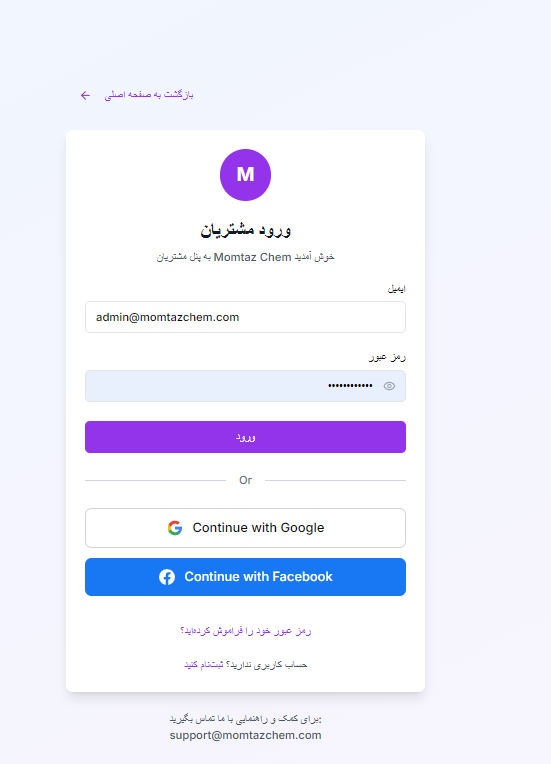 بازگشت به صفحه اصلی
M
ورود مشتریان
به پنل مشتریان Momtaz Chem خوش آمدید
ایمیل
admin@momtazchem.com
رمز عبور
••••••••••••
ورود
Or
Continue with Google
Continue with Facebook
رمز عبور خود را فراموش کرده‌اید؟
حساب کاربری ندارید؟ ثبت‌نام کنید
برای کمک و راهنمایی با ما تماس بگیرید:
support@momtazchem.com